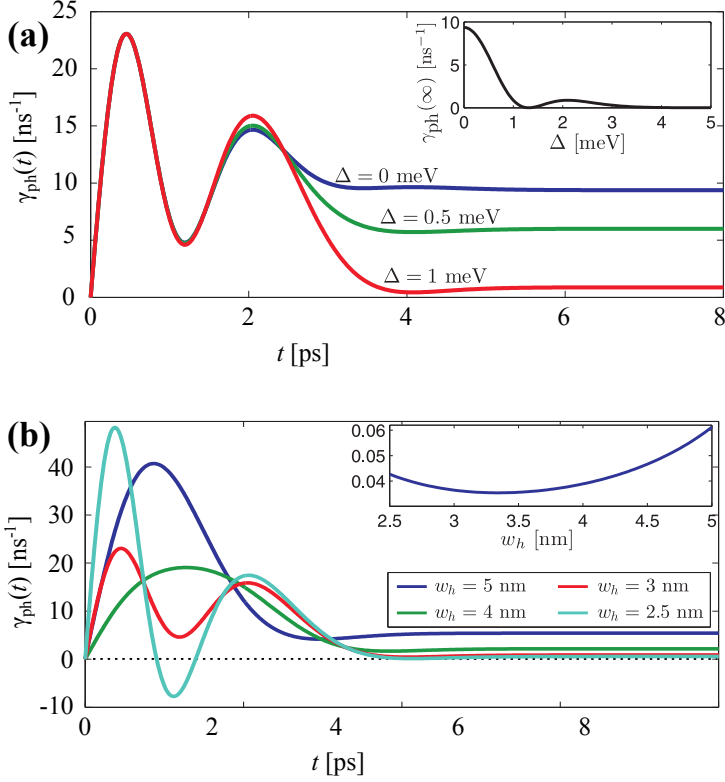 (a)
γph(t) [ns-1]
25
20
15
10
5
0
0 2 4 6 8
t [ps]
Δ = 0 meV
Δ = 0.5 meV
Δ = 1 meV
γph(∞) [ns−1]
10
5
0
0 1 2 3 4 5
Δ [meV]
(b)
γph(t) [ns-1]
40
30
20
10
0
-10
0 2 4 6 8
t [ps]
0.06
0.04
2.5 3 3.5 4 4.5 5
wh [nm]
wh = 5 nm wh = 3 nm
wh = 4 nm wh = 2.5 nm